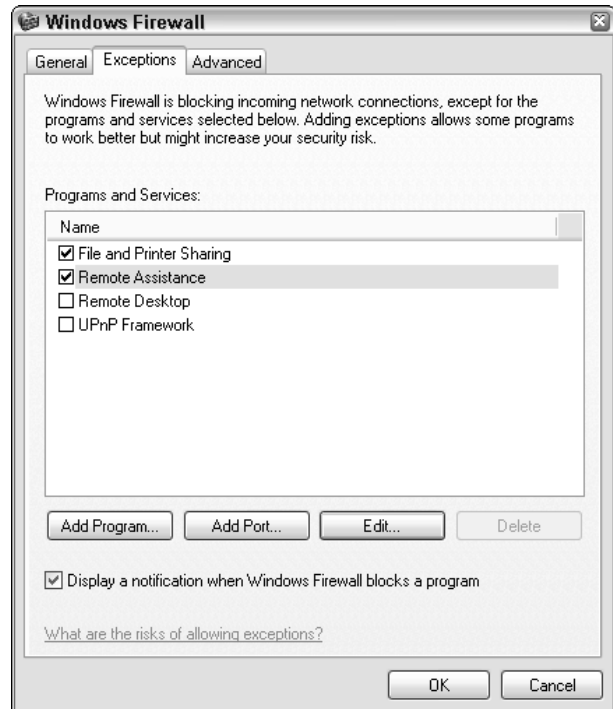 Windows Firewall
General Exceptions Advanced
Windows Firewall is blocking incoming network connections, except for the
programs and services selected below. Adding exceptions allows some programs
to work better but might increase your security risk.
Programs and Services:
Name
File and Printer Sharing
Remote Assistance
Remote Desktop
UPnP Framework
Add Program... Add Port... Edit... Delete
Display a notification when Windows Firewall blocks a program
What are the risks of allowing exceptions?
OK Cancel